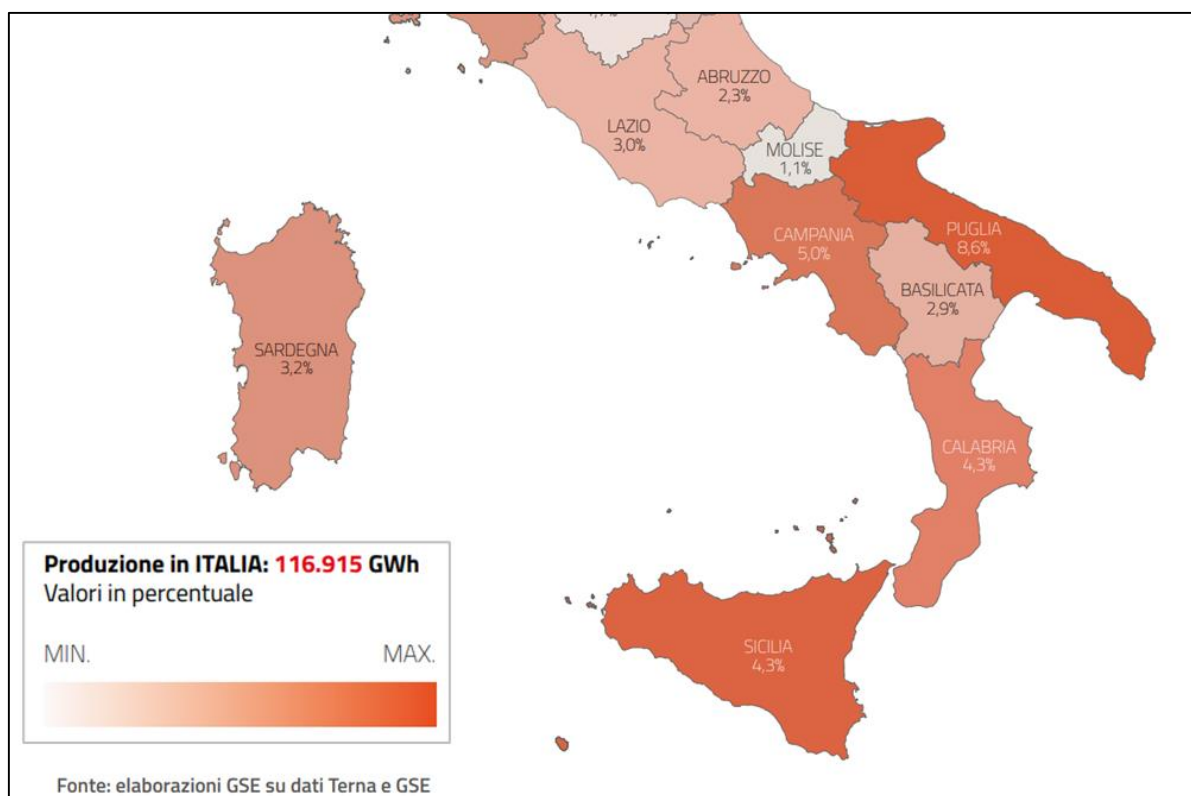 ABRUZZO
2,3%
LAZIO
3,0%
MOLISE
1,1%
CAMPANIA
5,0%
PUGLIA
8,6%
BASILICATA
2,9%
SARDEGNA
3,2%
CALABRIA
4,3%
SICILIA
4,3%
Produzione in ITALIA: 116.915 GWh
Valori in percentuale
MIN. MAX.
Fonte: elaborazioni GSE su dati Terna e GSE